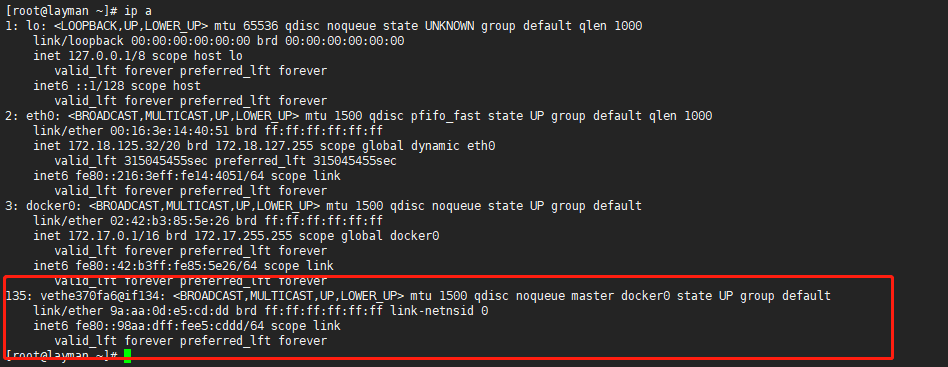 [root@layman ~]# ip a
1: lo: <LOOPBACK,UP,LOWER_UP> mtu 65536 qdisc noqueue state UNKNOWN group default qlen 1000
    link/loopback 00:00:00:00:00:00 brd 00:00:00:00:00:00
    inet 127.0.0.1/8 scope host lo
       valid_lft forever preferred_lft forever
    inet6 ::1/128 scope host
       valid_lft forever preferred_lft forever
2: eth0: <BROADCAST,MULTICAST,UP,LOWER_UP> mtu 1500 qdisc pfifo_fast state UP group default qlen 1000
    link/ether 00:16:3e:14:40:51 brd ff:ff:ff:ff:ff:ff
    inet 172.18.125.32/20 brd 172.18.127.255 scope global dynamic eth0
       valid_lft 315045455sec preferred_lft 315045455sec
    inet6 fe80::216:3eff:fe14:4051/64 scope link
       valid_lft forever preferred_lft forever
3: docker0: <BROADCAST,MULTICAST,UP,LOWER_UP> mtu 1500 qdisc noqueue state UP group default
    link/ether 02:42:b3:85:5e:26 brd ff:ff:ff:ff:ff:ff
    inet 172.17.0.1/16 brd 172.17.255.255 scope global docker0
       valid_lft forever preferred_lft forever
    inet6 fe80::42:b3ff:fe85:5e26/64 scope link
       valid_lft forever preferred_lft forever
135: vethe370fa6@if134: <BROADCAST,MULTICAST,UP,LOWER_UP> mtu 1500 qdisc noqueue master docker0 state UP group default
    link/ether 9a:aa:0d:e5:cd:dd brd ff:ff:ff:ff:ff:ff link-netnsid 0
    inet6 fe80::98aa:dff:fee5:cddd/64 scope link
       valid_lft forever preferred_lft forever
[root@layman ~]#